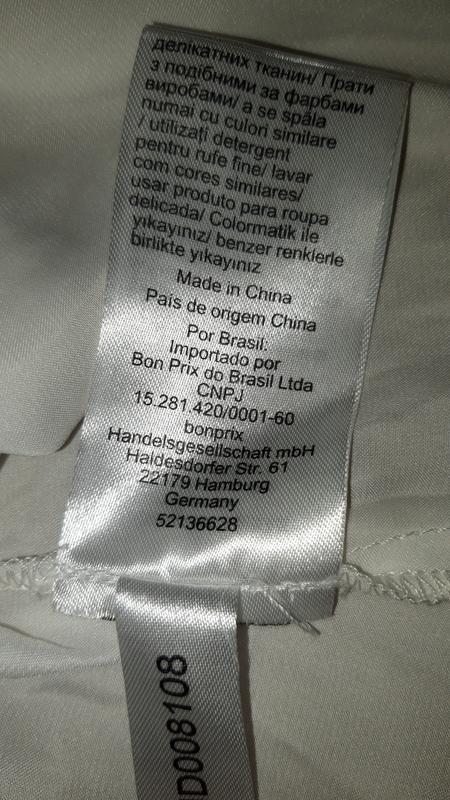 делікатних тканин/ Прати
з подібними за фарбами
виробами/ a se spăla
numai cu culori similare
/ utilizați detergent
pentru rufe fine/ lavar
com cores similares/
usar produto para roupa
delicada/ Colormatik ile
yıkayınız/ benzer renklerle
birlikte yıkayınız
Made in China
País de origem China
Por Brasil:
Importado por
Bon Prix do Brasil Ltda
CNPJ
15.281.420/0001-60
bonprix
Handelsgesellschaft mbH
Haldesdorfer Str. 61
22179 Hamburg
Germany
52136628
D008108